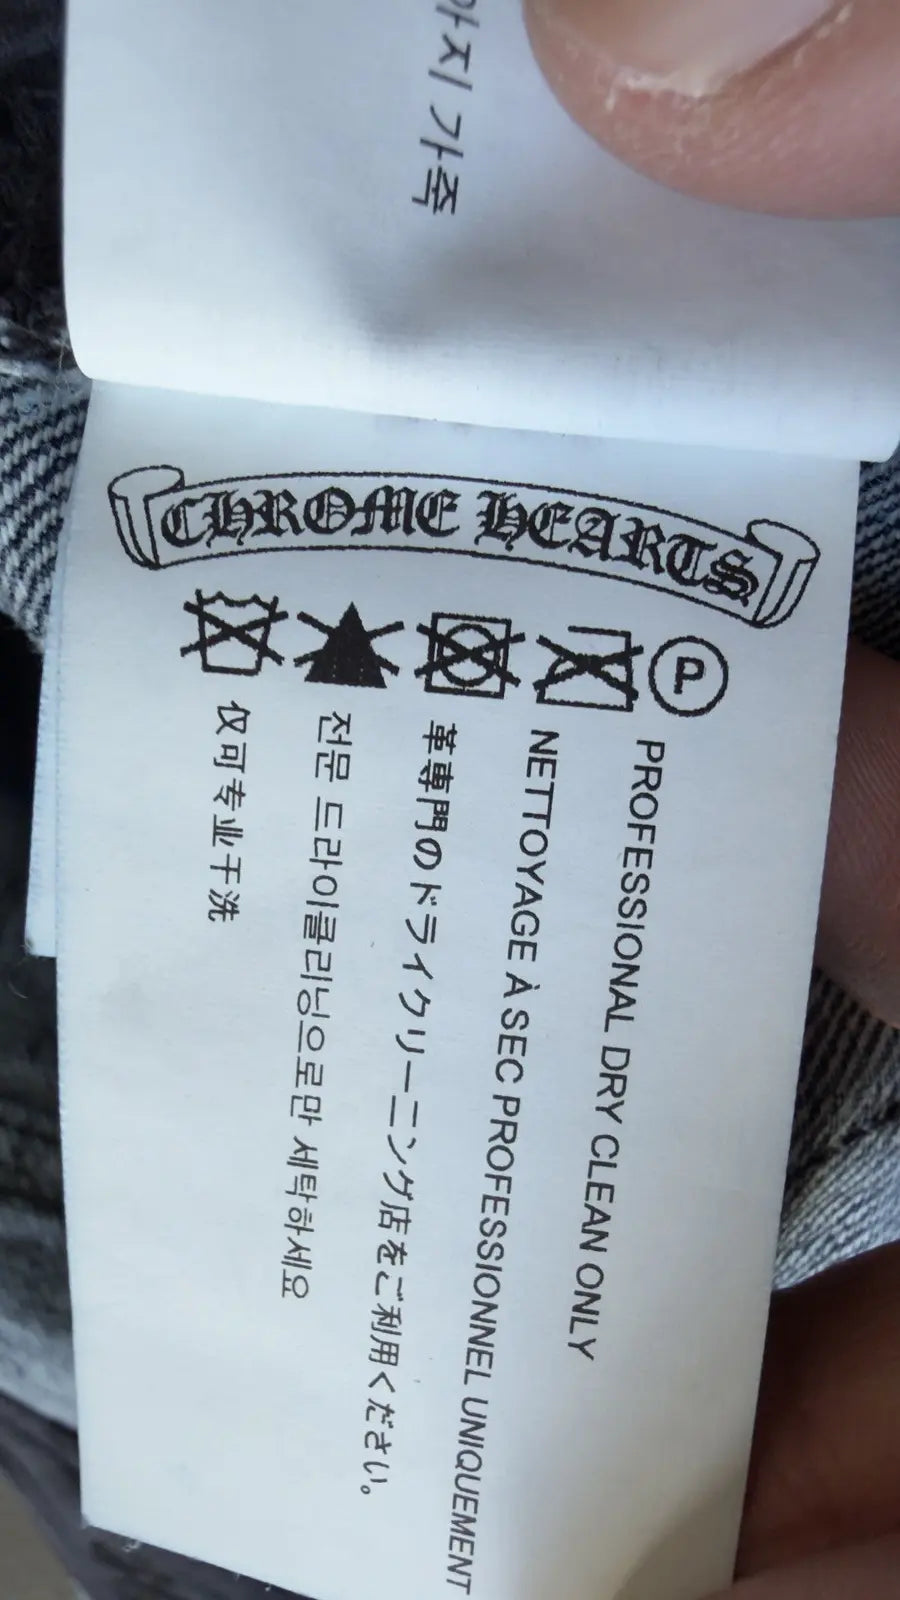 가죽
CHROME HEARTS
P
PROFESSIONAL DRY CLEAN ONLY
NETTOYAGE À SEC PROFESSIONNEL UNIQUEMENT
革専門のドライクリーニング店をご利用ください。
전문 드라이클리닝으로만 세탁하세요
仅可专业干洗